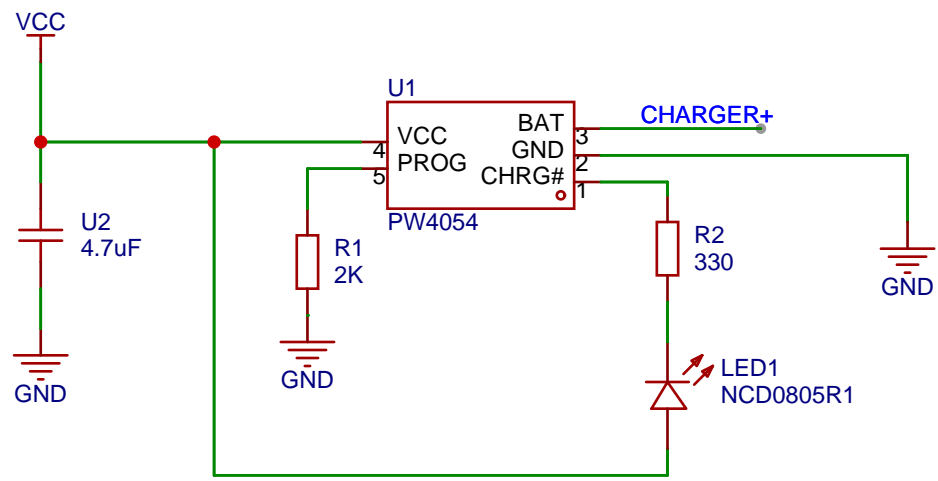 VCC
U1
VCC
PROG
BAT
GND
CHRG#
4
5
3
2
1
PW4054
CHARGER+
U2
4.7uF
R1
2K
R2
330
GND
GND
GND
LED1
NCD0805R1